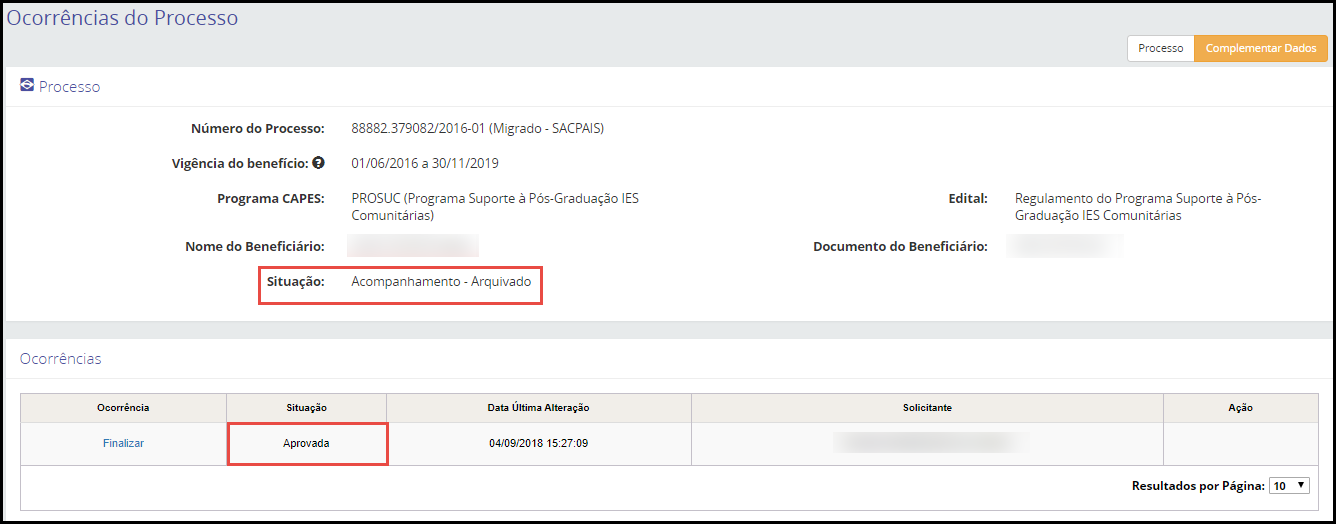 Ocorrências do Processo
Processo Complementar Dados
Processo
Número do Processo: 88882.379082/2016-01 (Migrado - SACPAIS)
Vigência do benefício: 01/06/2016 a 30/11/2019
Programa CAPES: PROSUC (Programa Suporte à Pós-Graduação IES Edital: Regulamento do Programa Suporte à Pós-
Comunitárias) Graduação IES Comunitárias
Nome do Beneficiário: Documento do Beneficiário:
Situação: Acompanhamento - Arquivado
Ocorrências
Ocorrência Situação Data Última Alteração Solicitante Ação
Finalizar Aprovada 04/09/2018 15:27:09
Resultados por Página: 10